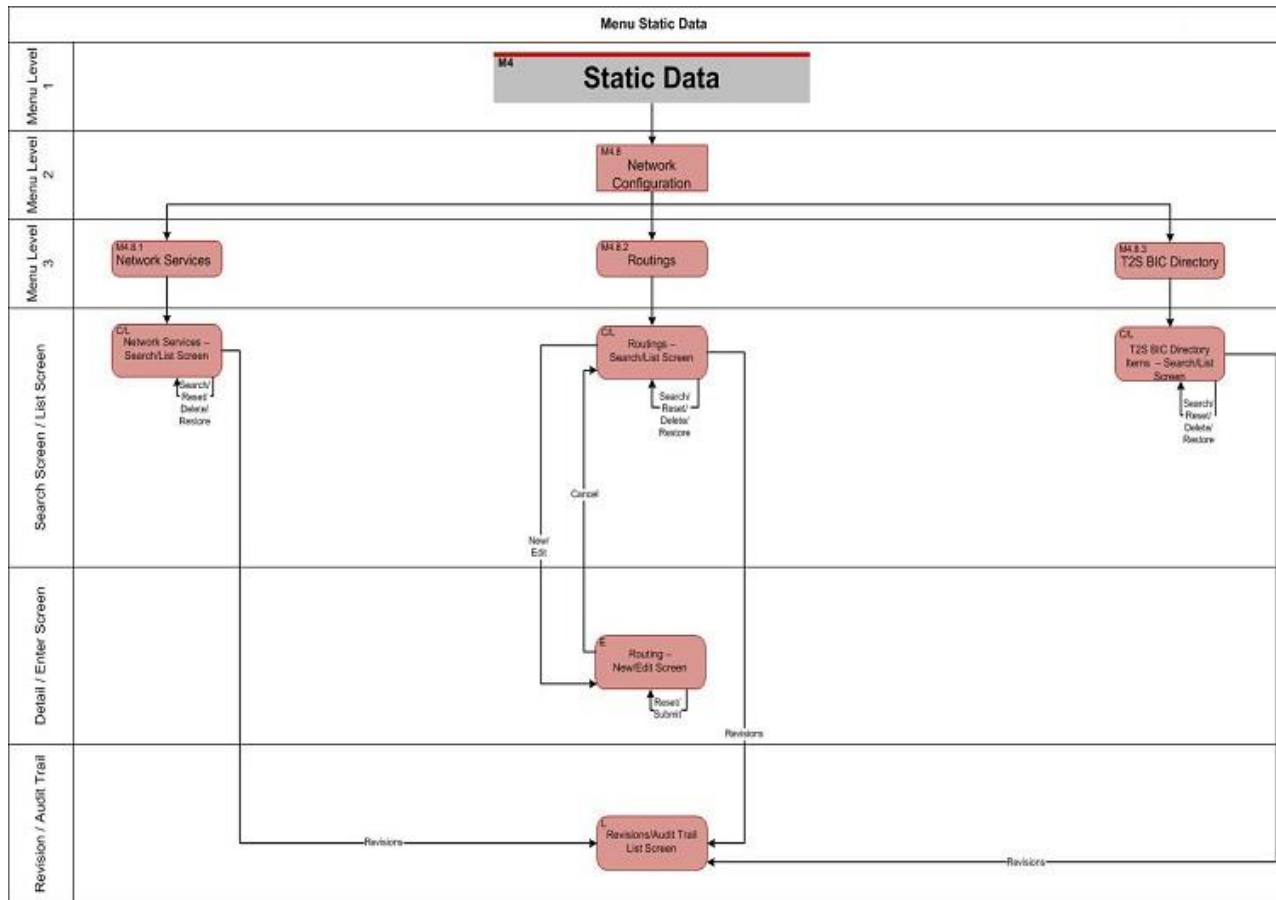 Menu Static Data
Menu Level
1
M4
Static Data
Menu Level
2
M4.8
Network
Configuration
Menu Level
3
M4.8.1
Network Services
M4.8.2
Routings
M4.8.3
T2S BIC Directory
Search Screen / List Screen
C/L
Network Services –
Search/List Screen
Search/
Reset/
Delete/
Restore
C/L
Routings –
Search/List Screen
Search/
Reset/
Delete/
Restore
C/L
T2S BIC Directory
Items – Search/List
Screen
Search/
Reset/
Delete/
Restore
Cancel
New/
Edit
Detail / Enter Screen
E
Routing –
New/Edit Screen
Reset/
Submit
Revisions
Revision / Audit Trail
Revisions
L
Revisions/Audit Trail
List Screen
Revisions